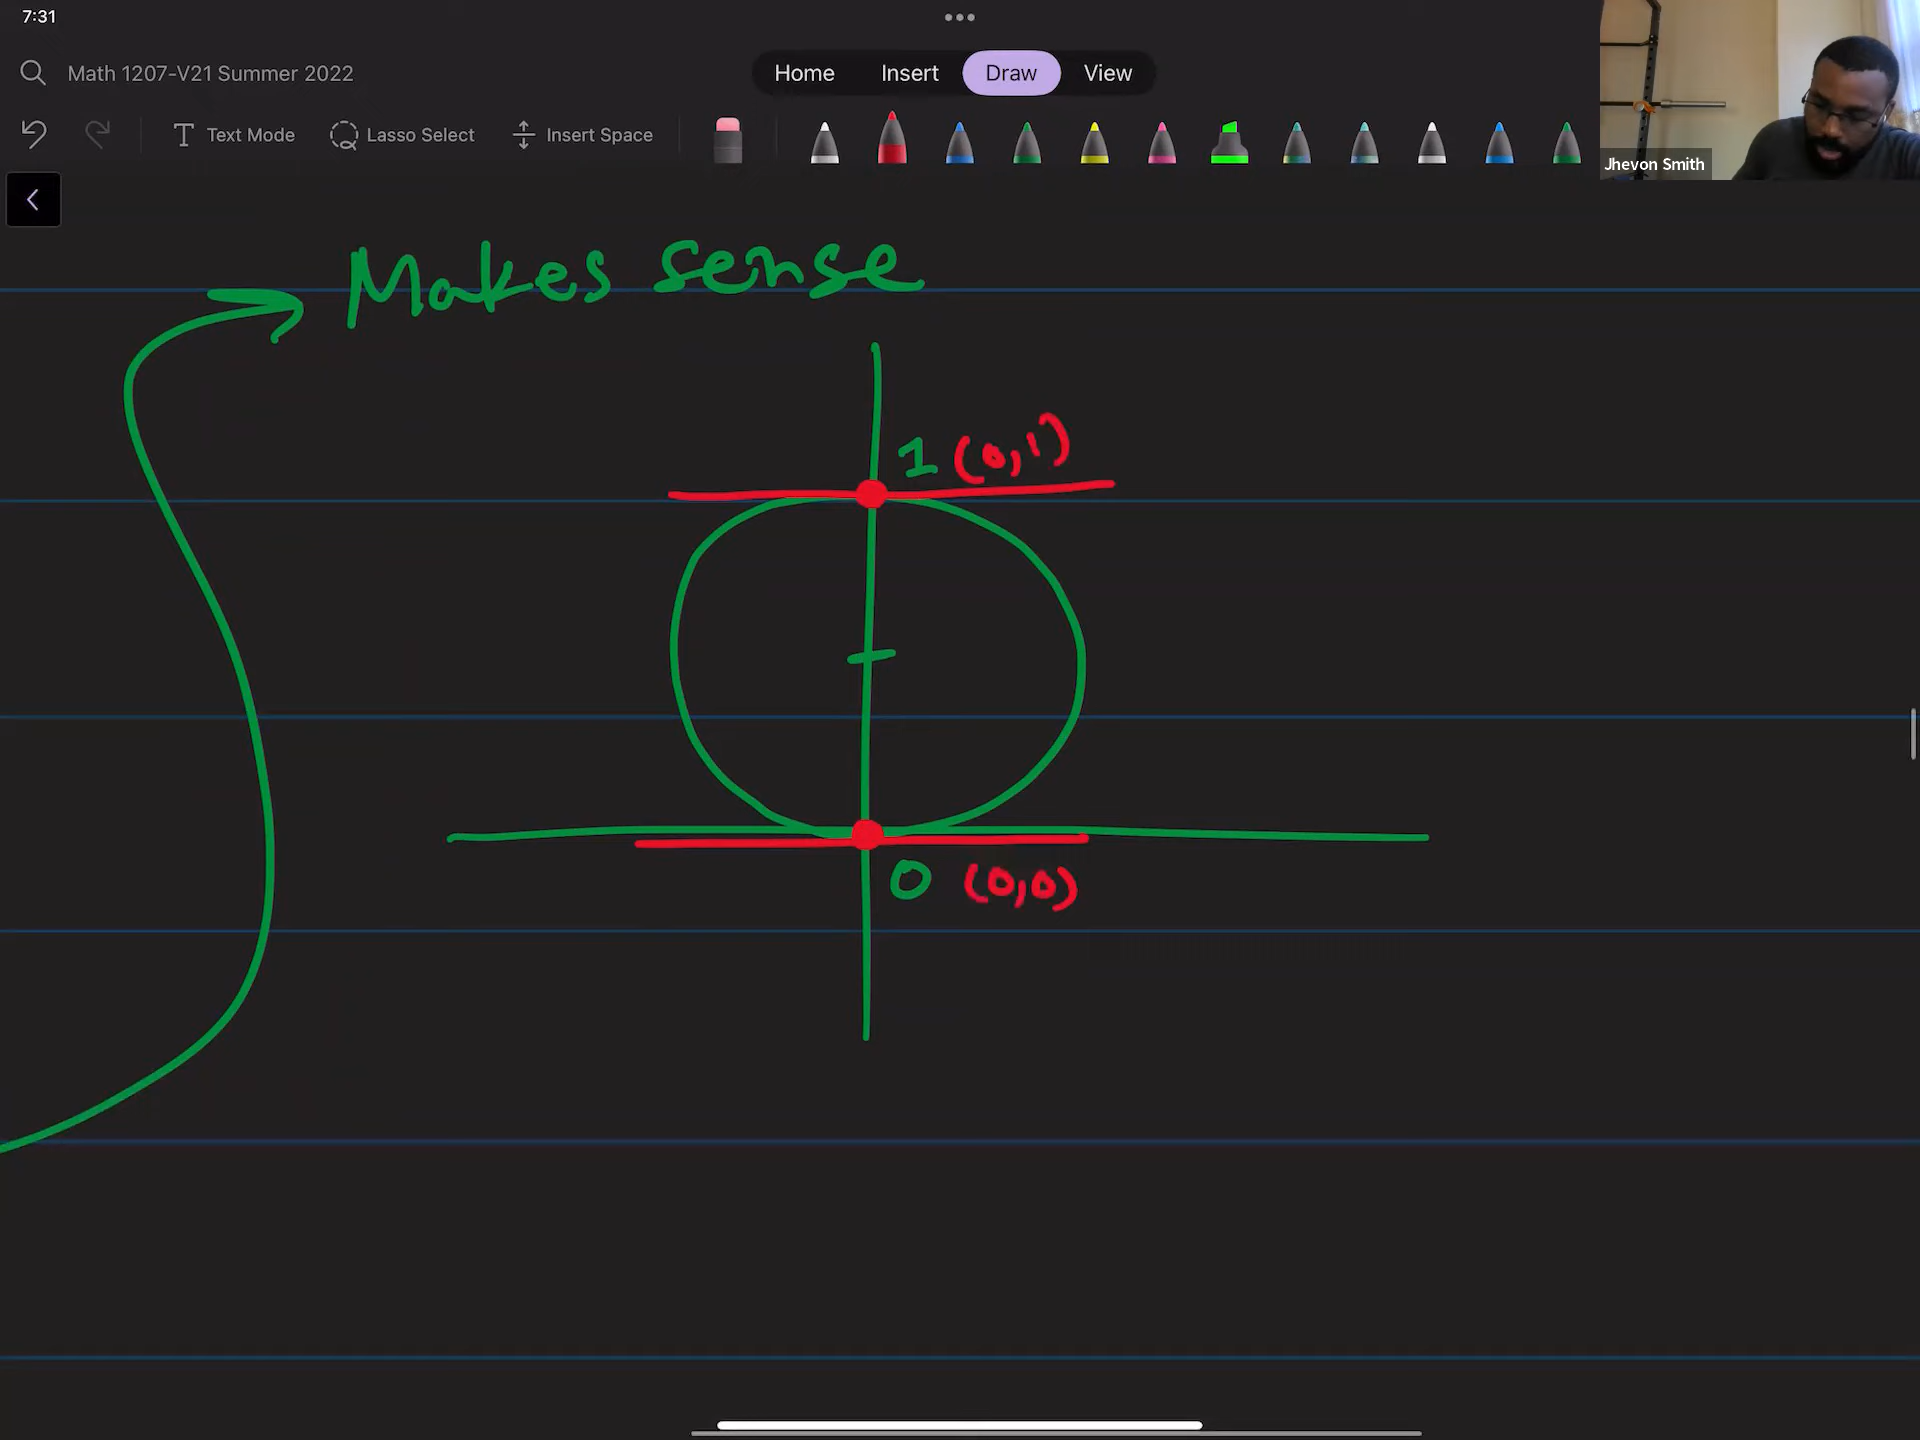 7:31
Math 1207-V21 Summer 2022
Home Insert Draw View
Text Mode Lasso Select Insert Space
Jhevon Smith
Makes sense
1 (0,1)
0 (0,0)